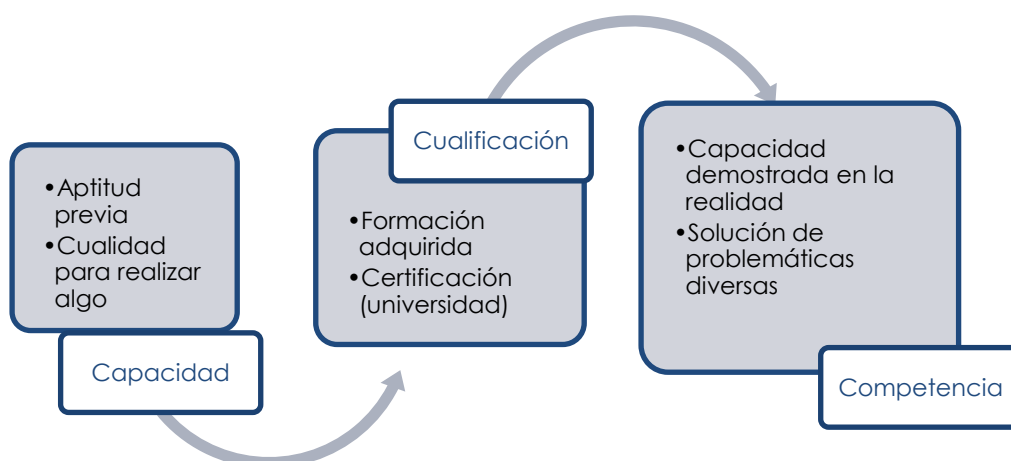 •Aptitud
previa
•Cualidad
para realizar
algo
Capacidad
Cualificación
•Formación
adquirida
•Certificación
(universidad)
•Capacidad
demostrada en la
realidad
•Solución de
problemáticas
diversas
Competencia